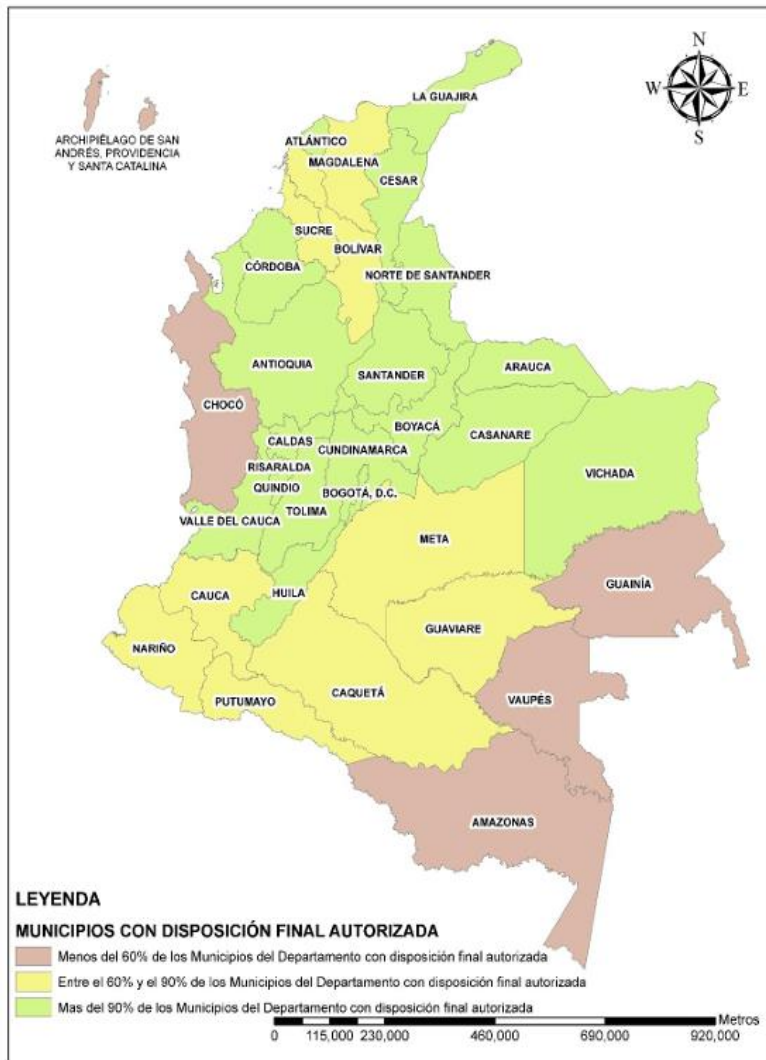 N
W E
S
LA GUAJIRA
ARCHIPIÉLAGO DE SAN
ANDRÉS, PROVIDENCIA
Y SANTA CATALINA
ATLÁNTICO
MAGDALENA
CESAR
SUCRE
BOLÍVAR
CÓRDOBA
NORTE DE SANTANDER
ANTIOQUIA
SANTANDER
ARAUCA
CHOCÓ
BOYACÁ
CASANARE
CALDAS
CUNDINAMARCA
RISARALDA
VICHADA
QUINDIO
BOGOTÁ, D.C.
TOLIMA
VALLE DEL CAUCA
META
GUAINÍA
CAUCA
HUILA
GUAVIARE
NARIÑO
CAQUETÁ
VAUPÉS
PUTUMAYO
AMAZONAS
LEYENDA
MUNICIPIOS CON DISPOSICIÓN FINAL AUTORIZADA
Menos del 60% de los Municipios del Departamento con disposición final autorizada
Entre el 60% y el 90% de los Municipios del Departamento con disposición final autorizada
Mas del 90% de los Municipios del Departamento con disposición final autorizada
Metros
0 115,000 230,000 460,000 690,000 920,000